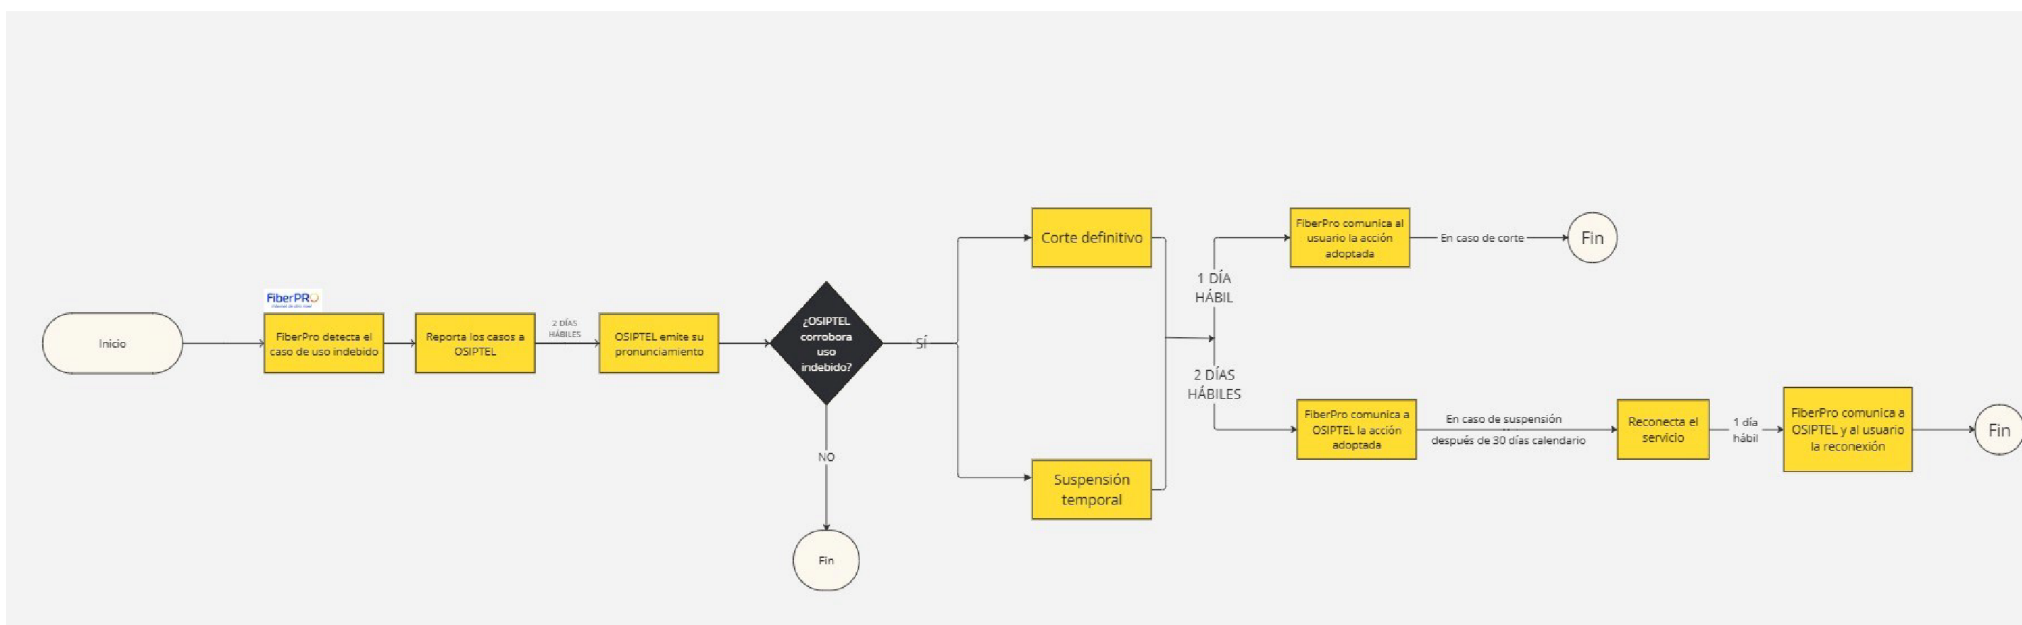 Inicio
FiberPRO
FiberPro detecta el
caso de uso indebido
Reporta los casos a
OSIPTEL
2 DÍAS
HÁBILES
OSIPTEL emite su
pronunciamiento
¿OSIPTEL
corrobora
uso
indebido?
NO
Fin
SÍ
Corte definitivo
Suspensión
temporal
1 DÍA
HÁBIL
FiberPro comunica al
usuario la acción
adoptada
En caso de corte
Fin
2 DÍAS
HÁBILES
FiberPro comunica a
OSIPTEL la acción
adoptada
En caso de suspensión
después de 30 días calendario
Reconecta el
servicio
1 día
hábil
FiberPro comunica a
OSIPTEL y al usuario
la reconexión
Fin